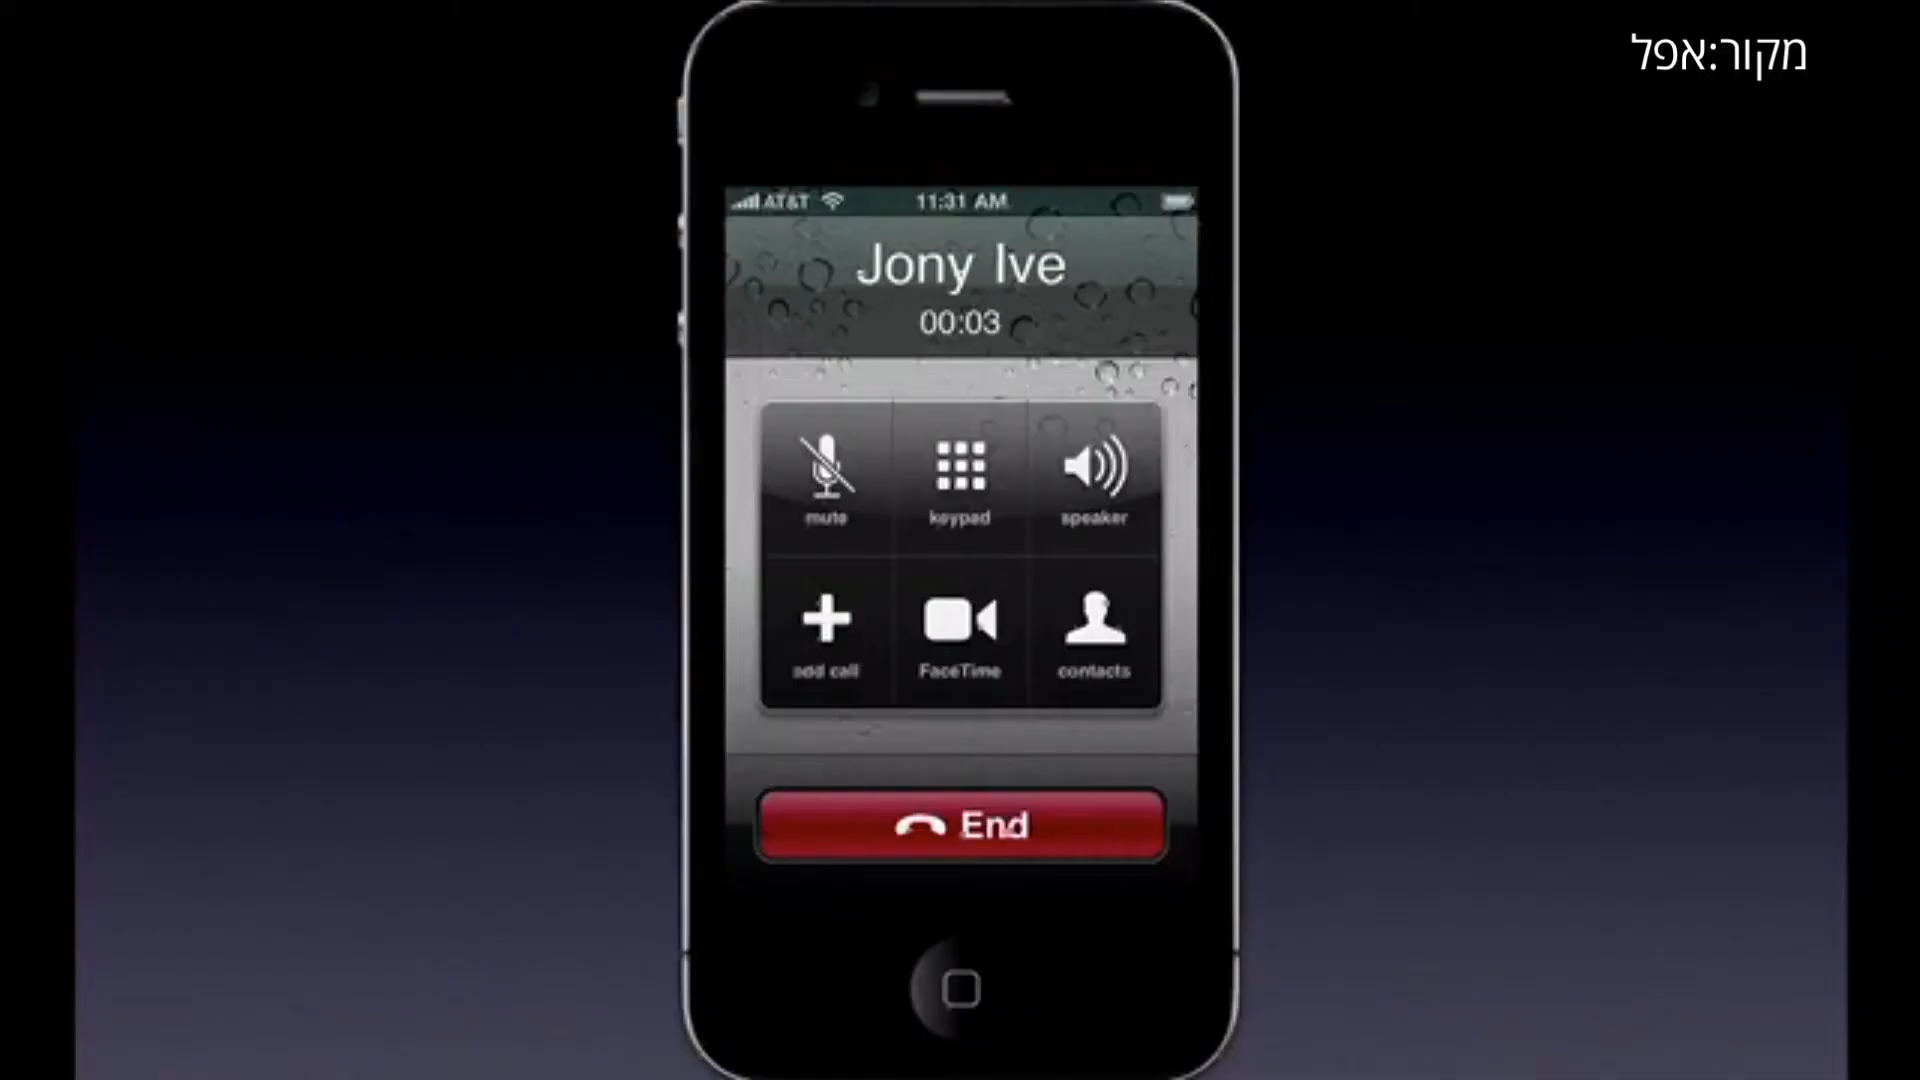 מקור:אפל
AT&T 11:31 AM
Jony Ive
00:03
mute keypad speaker
add call FaceTime contacts
End